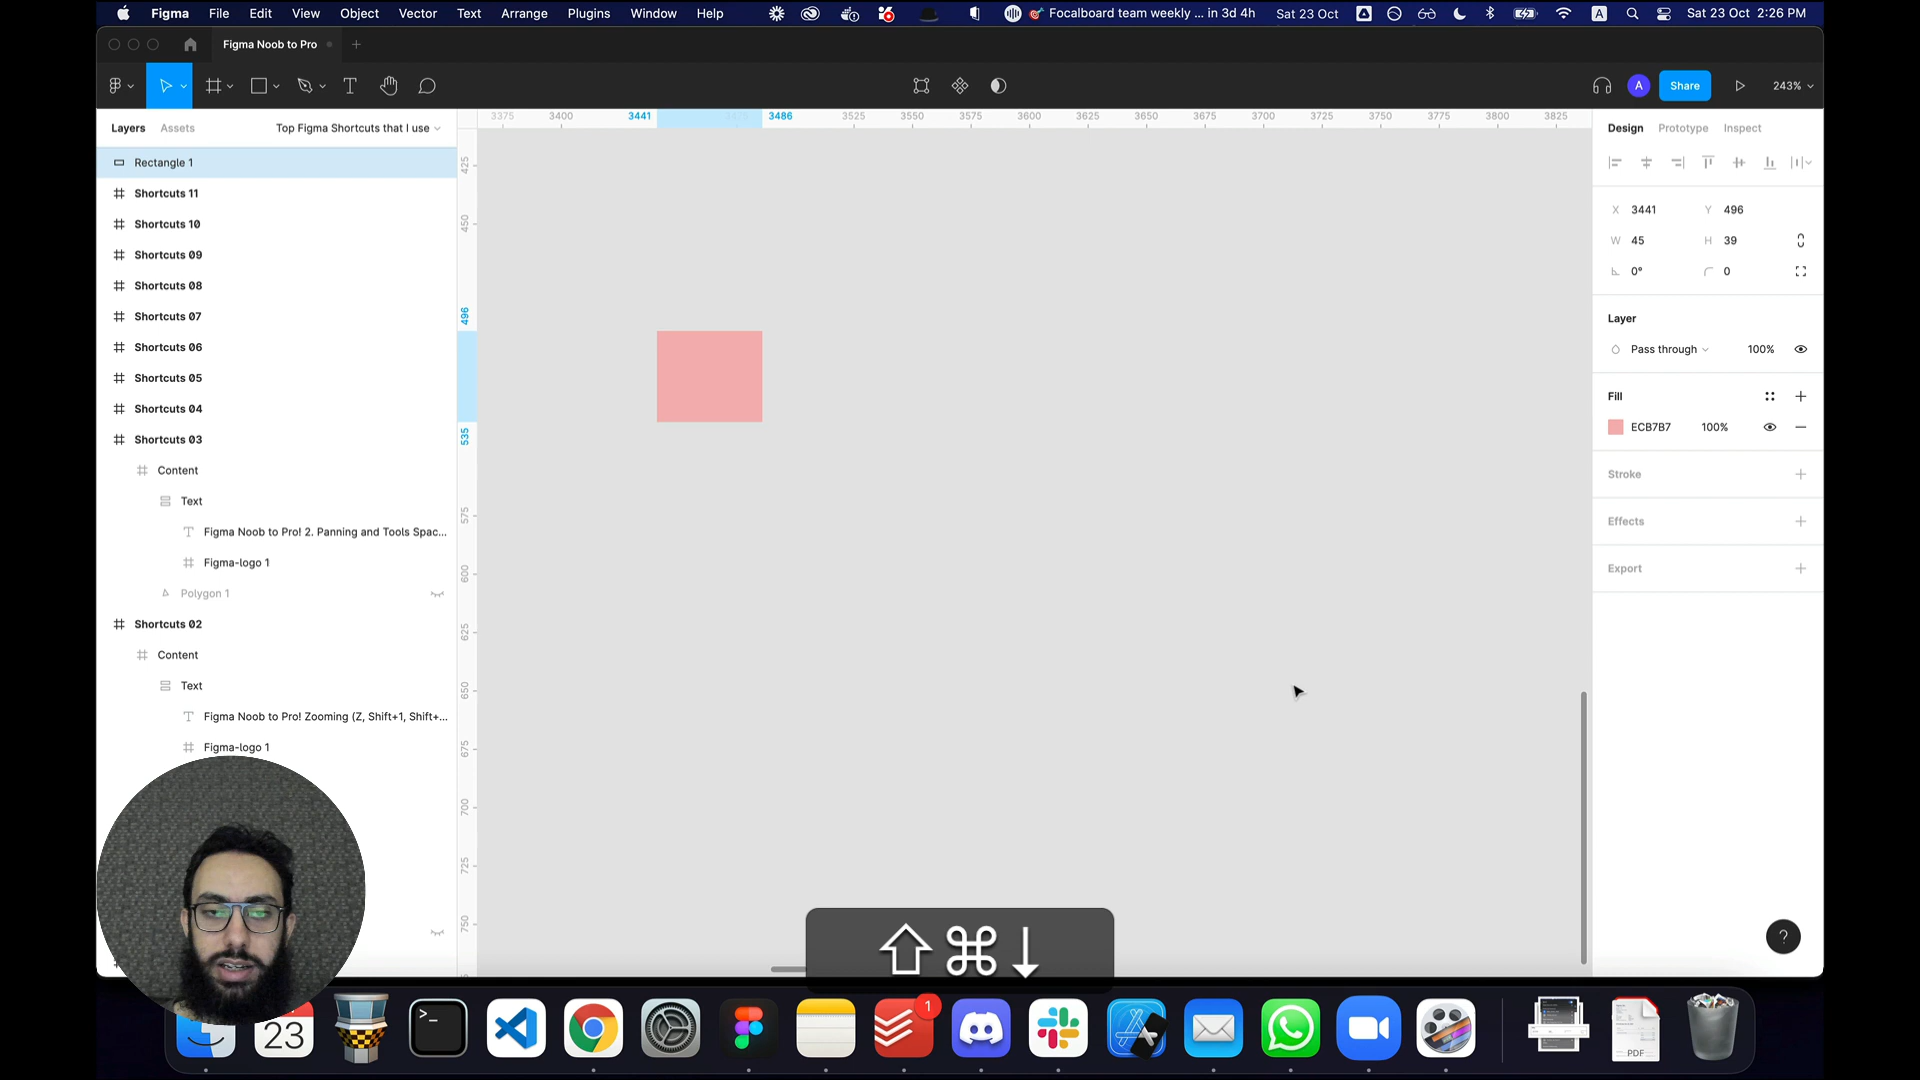 Figma File Edit View Object Vector Text Arrange Plugins Window Help Focalboard team weekly ... in 3d 4h Sat 23 Oct A Sat 23 Oct 2:26 PM
Figma Noob to Pro
T A Share 243%
Layers Assets Top Figma Shortcuts that I use
3375 3400 3441 3486 3525 3550 3575 3600 3625 3650 3675 3700 3725 3750 3775 3800 3825
Design Prototype Inspect
Rectangle 1
Shortcuts 11
Shortcuts 10
Shortcuts 09
Shortcuts 08
Shortcuts 07
Shortcuts 06
Shortcuts 05
Shortcuts 04
Shortcuts 03
Content
Text
Figma Noob to Pro! 2. Panning and Tools Spac...
Figma-logo 1
Polygon 1
Shortcuts 02
Content
Text
Figma Noob to Pro! Zooming (Z, Shift+1, Shift+...
Figma-logo 1
425
450
496
535
575
600
625
650
675
700
725
750
X 3441 Y 496
W 45 H 39
0° 0
Layer
Pass through 100%
Fill
ECB7B7 100%
Stroke
Effects
Export
?
⇧⌘↓
23
>_
1
PDF